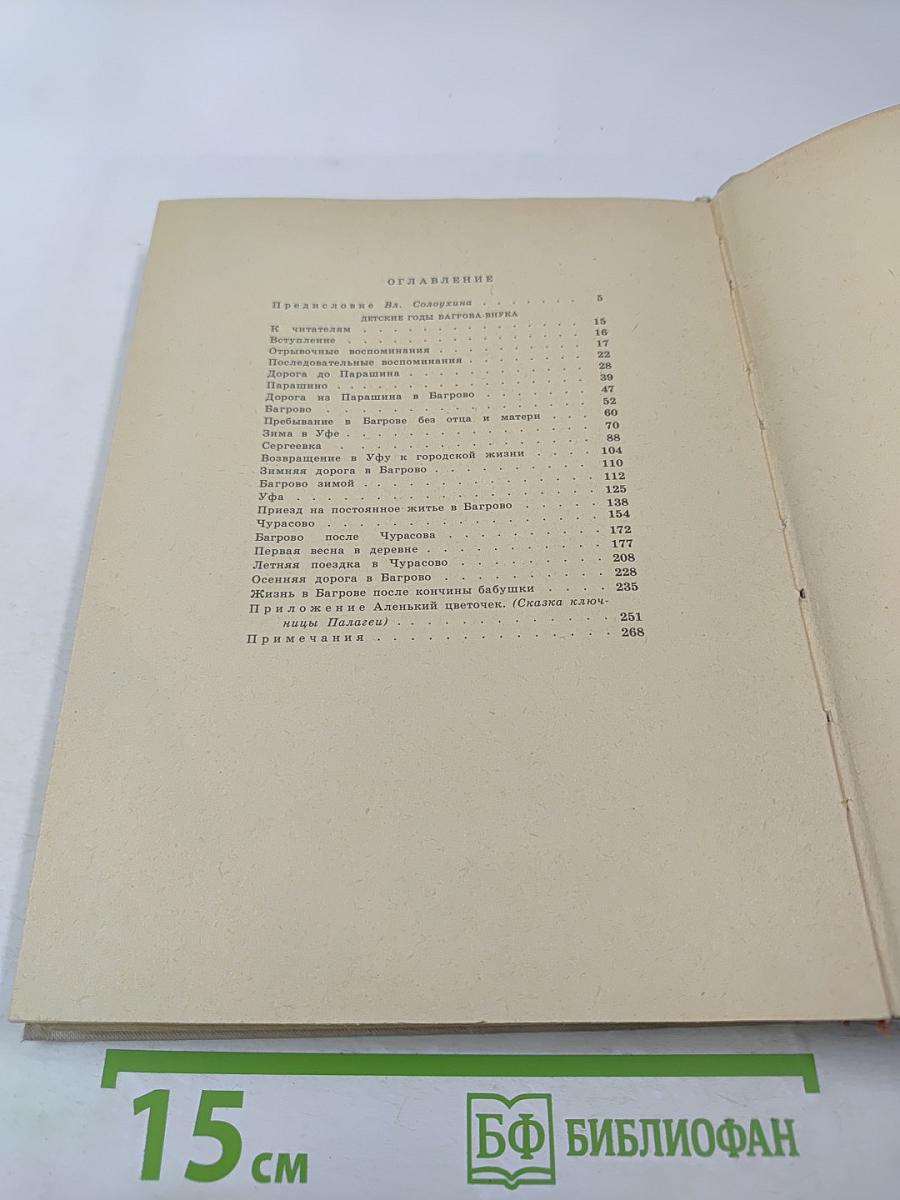 ОГЛАВЛЕНИЕ
Предисловие Вл. Солоухина . . . . . . . 5
ДЕТСКИЕ ГОДЫ БАГРОВА-ВНУКА
К читателям . . . . . . . . . . . . . . 15
Вступление . . . . . . . . . . . . . . 16
Отрывочные воспоминания . . . . . . . . . 17
Последовательные воспоминания . . . . . . . 22
Дорога до Парашина . . . . . . . . . . . 28
Парашино . . . . . . . . . . . . . . . 39
Дорога из Парашина в Багрово . . . . . . . 47
Багрово . . . . . . . . . . . . . . . 52
Пребывание в Багрове без отца и матери . . . 60
Зима в Уфе . . . . . . . . . . . . . . 70
Сергеевка . . . . . . . . . . . . . . . 88
Возвращение в Уфу к городской жизни . . . . 104
Зимняя дорога в Багрово . . . . . . . . . 110
Багрово зимой . . . . . . . . . . . . . 112
Уфа . . . . . . . . . . . . . . . . . 125
Приезд на постоянное житье в Багрово . . . . . 138
Чурасово . . . . . . . . . . . . . . . 154
Багрово после Чурасова . . . . . . . . . 172
Первая весна в деревне . . . . . . . . . . 177
Летняя поездка в Чурасово . . . . . . . . 208
Осенняя дорога в Багрово . . . . . . . . . 228
Жизнь в Багрове после кончины бабушки . . . . 235
Приложение Аленький цветочек. (Сказка ключ-
ницы Палагеи) . . . . . . . . . . . . 251
Примечания . . . . . . . . . . . . . . 268
15 см
БФ БИБЛИОФАН